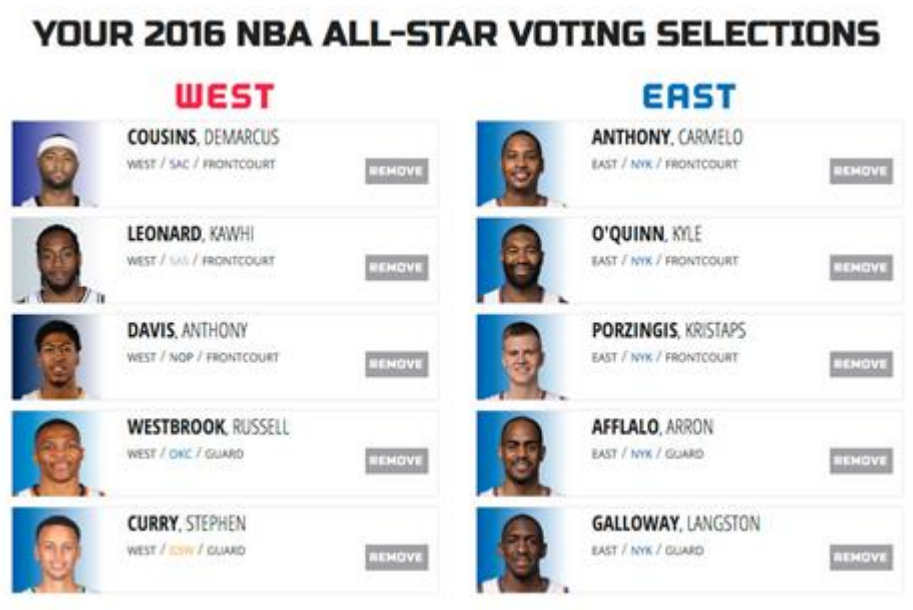 YOUR 2016 NBA ALL-STAR VOTING SELECTIONS
WEST
COUSINS, DEMARCUS
WEST / SAC / FRONTCOURT
REMOVE
LEONARD, KAWHI
WEST / SAS / FRONTCOURT
REMOVE
DAVIS, ANTHONY
WEST / NOP / FRONTCOURT
REMOVE
WESTBROOK, RUSSELL
WEST / OKC / GUARD
REMOVE
CURRY, STEPHEN
WEST / GSW / GUARD
REMOVE
EAST
ANTHONY, CARMELO
EAST / NYK / FRONTCOURT
REMOVE
O'QUINN, KYLE
EAST / NYK / FRONTCOURT
REMOVE
PORZINGIS, KRISTAPS
EAST / NYK / FRONTCOURT
REMOVE
AFFLALO, ARRON
EAST / NYK / GUARD
REMOVE
GALLOWAY, LANGSTON
EAST / NYK / GUARD
REMOVE